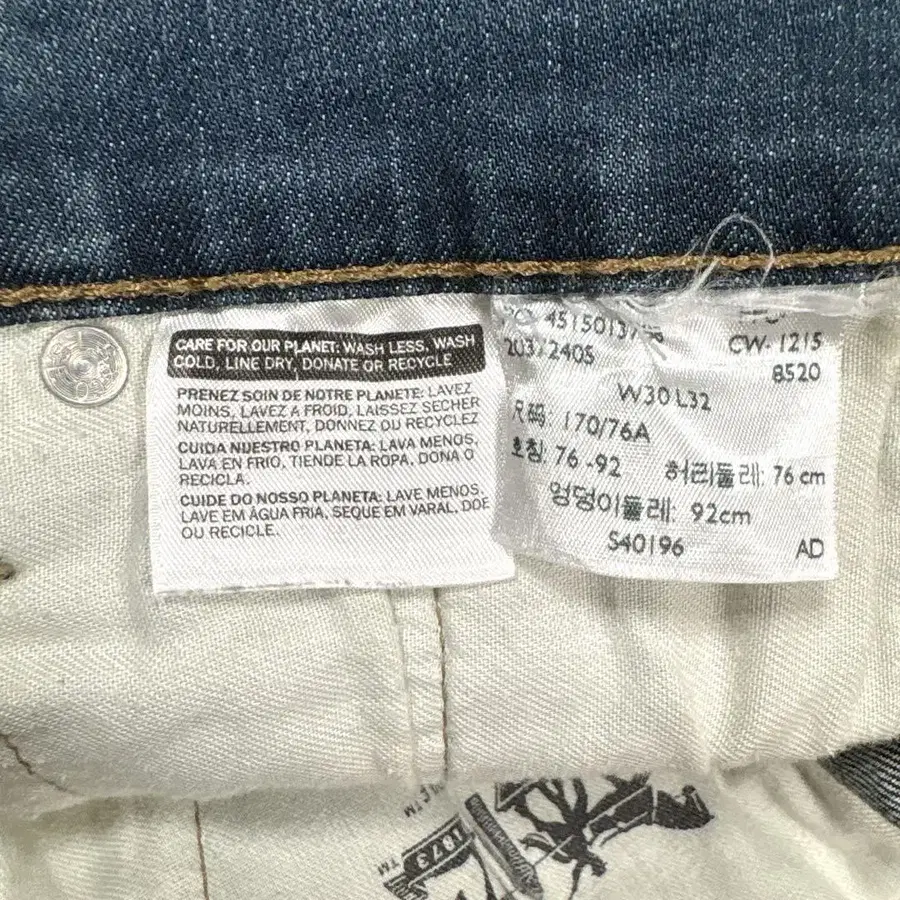 CARE FOR OUR PLANET: WASH LESS, WASH
COLD, LINE DRY, DONATE OR RECYCLE
PRENEZ SOIN DE NOTRE PLANETE: LAVEZ
MOINS, LAVEZ A FROID, LAISSEZ SECHER
NATURELLEMENT, DONNEZ OU RECYCLEZ
CUIDA NUESTRO PLANETA: LAVA MENOS,
LAVA EN FRIO, TIENDE LA ROPA, DONA O
RECICLA.
CUIDE DO NOSSO PLANETA: LAVE MENOS,
LAVE EM ÁGUA FRIA, SEQUE EM VARAL, DOE
OU RECICLE.
CW- 1215
8520
W30 L32
170/76A
호칭: 76 -92 허리둘레: 76 cm
엉덩이둘레: 92cm
S40196 AD
1873
TM